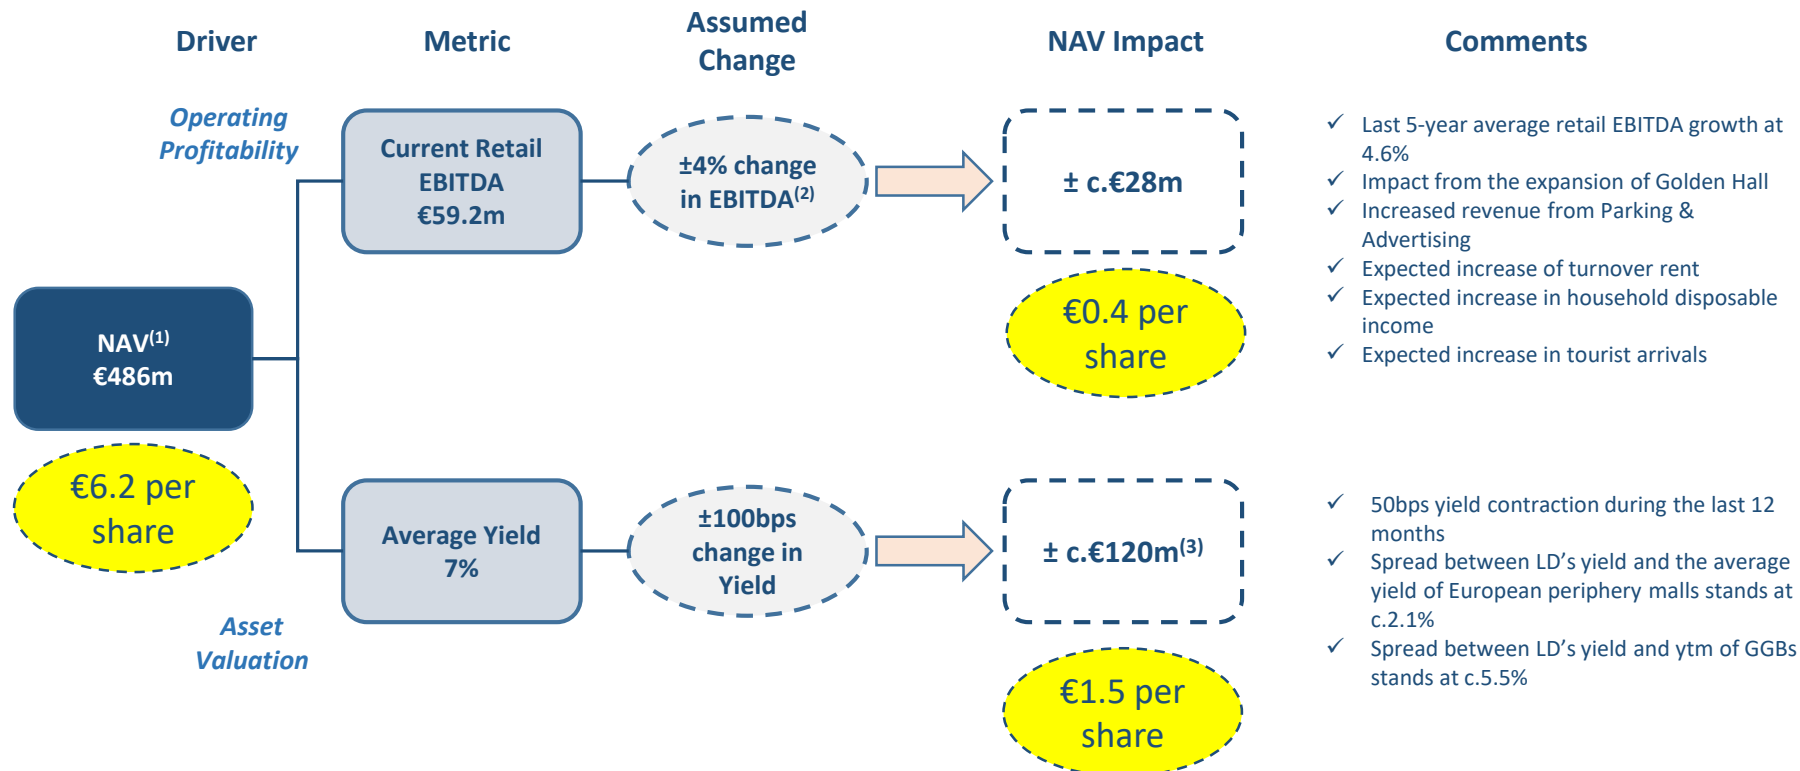 Driver
Metric
Assumed
Change
NAV Impact
Comments
Operating
Profitability
Current Retail
EBITDA
€59.2m
±4% change
in EBITDA(2)
± c.€28m
€0.4 per
share
✓ Last 5-year average retail EBITDA growth at
4.6%
✓ Impact from the expansion of Golden Hall
✓ Increased revenue from Parking &
Advertising
✓ Expected increase of turnover rent
✓ Expected increase in household disposable
income
✓ Expected increase in tourist arrivals
NAV(1)
€486m
€6.2 per
share
Average Yield
7%
±100bps
change in
Yield
± c.€120m(3)
€1.5 per
share
✓ 50bps yield contraction during the last 12
months
✓ Spread between LD’s yield and the average
yield of European periphery malls stands at
c.2.1%
✓ Spread between LD’s yield and ytm of GGBs
stands at c.5.5%
Asset
Valuation